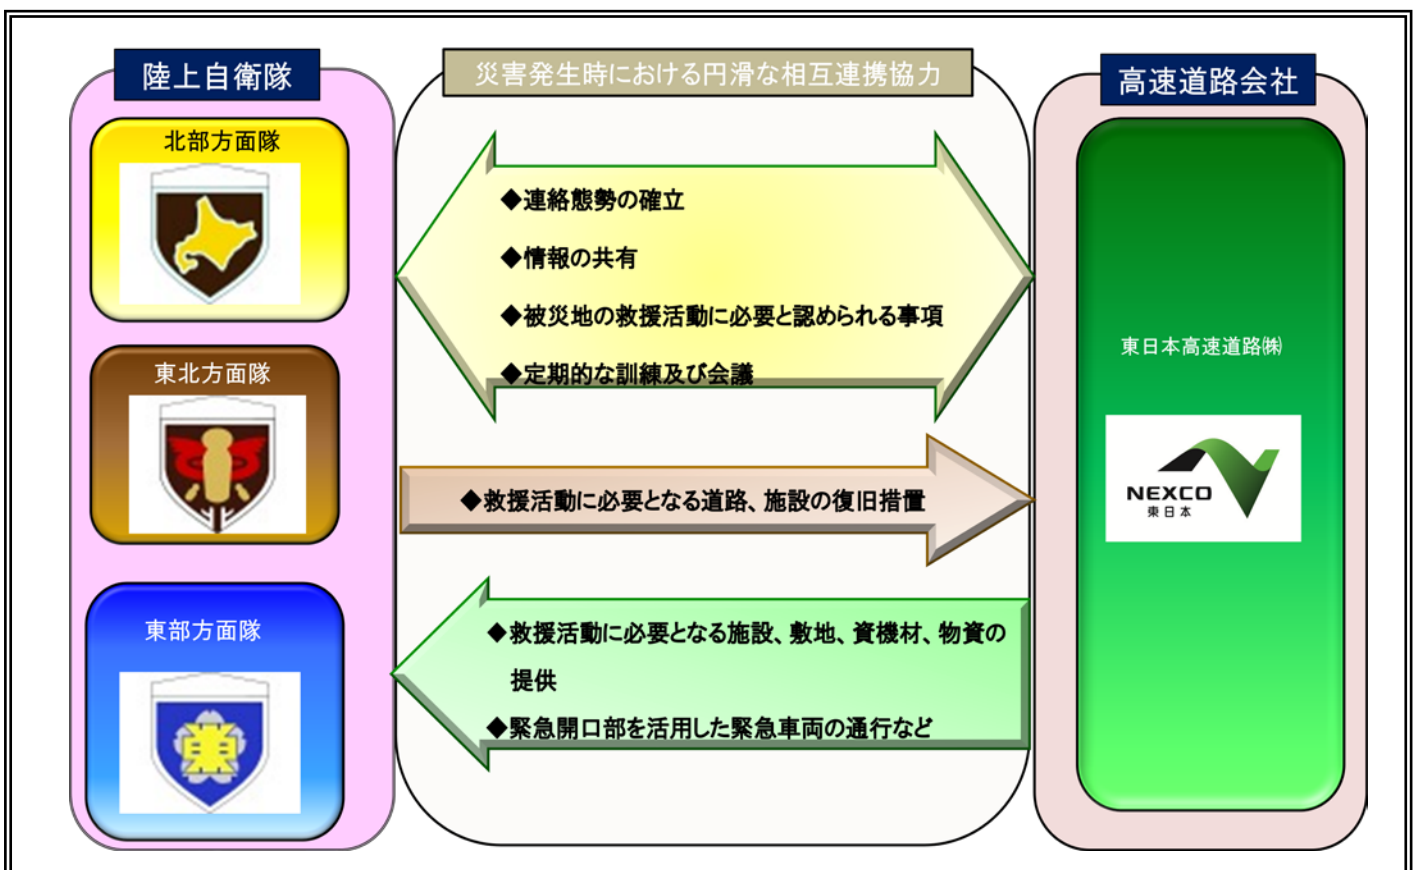 陸上自衛隊
災害発生時における円滑な相互連携協力
高速道路会社
北部方面隊
◆連絡態勢の確立
◆情報の共有
◆被災地の救援活動に必要と認められる事項
◆定期的な訓練及び会議
東日本高速道路㈱
東北方面隊
◆救援活動に必要となる道路、施設の復旧措置
NEXCO
東日本
東部方面隊
◆救援活動に必要となる施設、敷地、資機材、物資の
提供
◆緊急開口部を活用した緊急車両の通行など
東